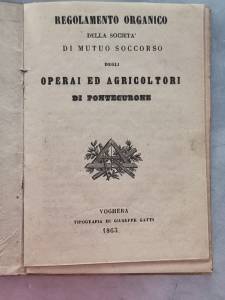 REGOLAMENTO ORGANICO
DELLA SOCIETA'
DI MUTUO SOCCORSO
DEGLI
OPERAI ED AGRICOLTORI
DI PONTECURONE
VOGHERA
TIPOGRAFIA DI GIUSEPPE GATTI
1863